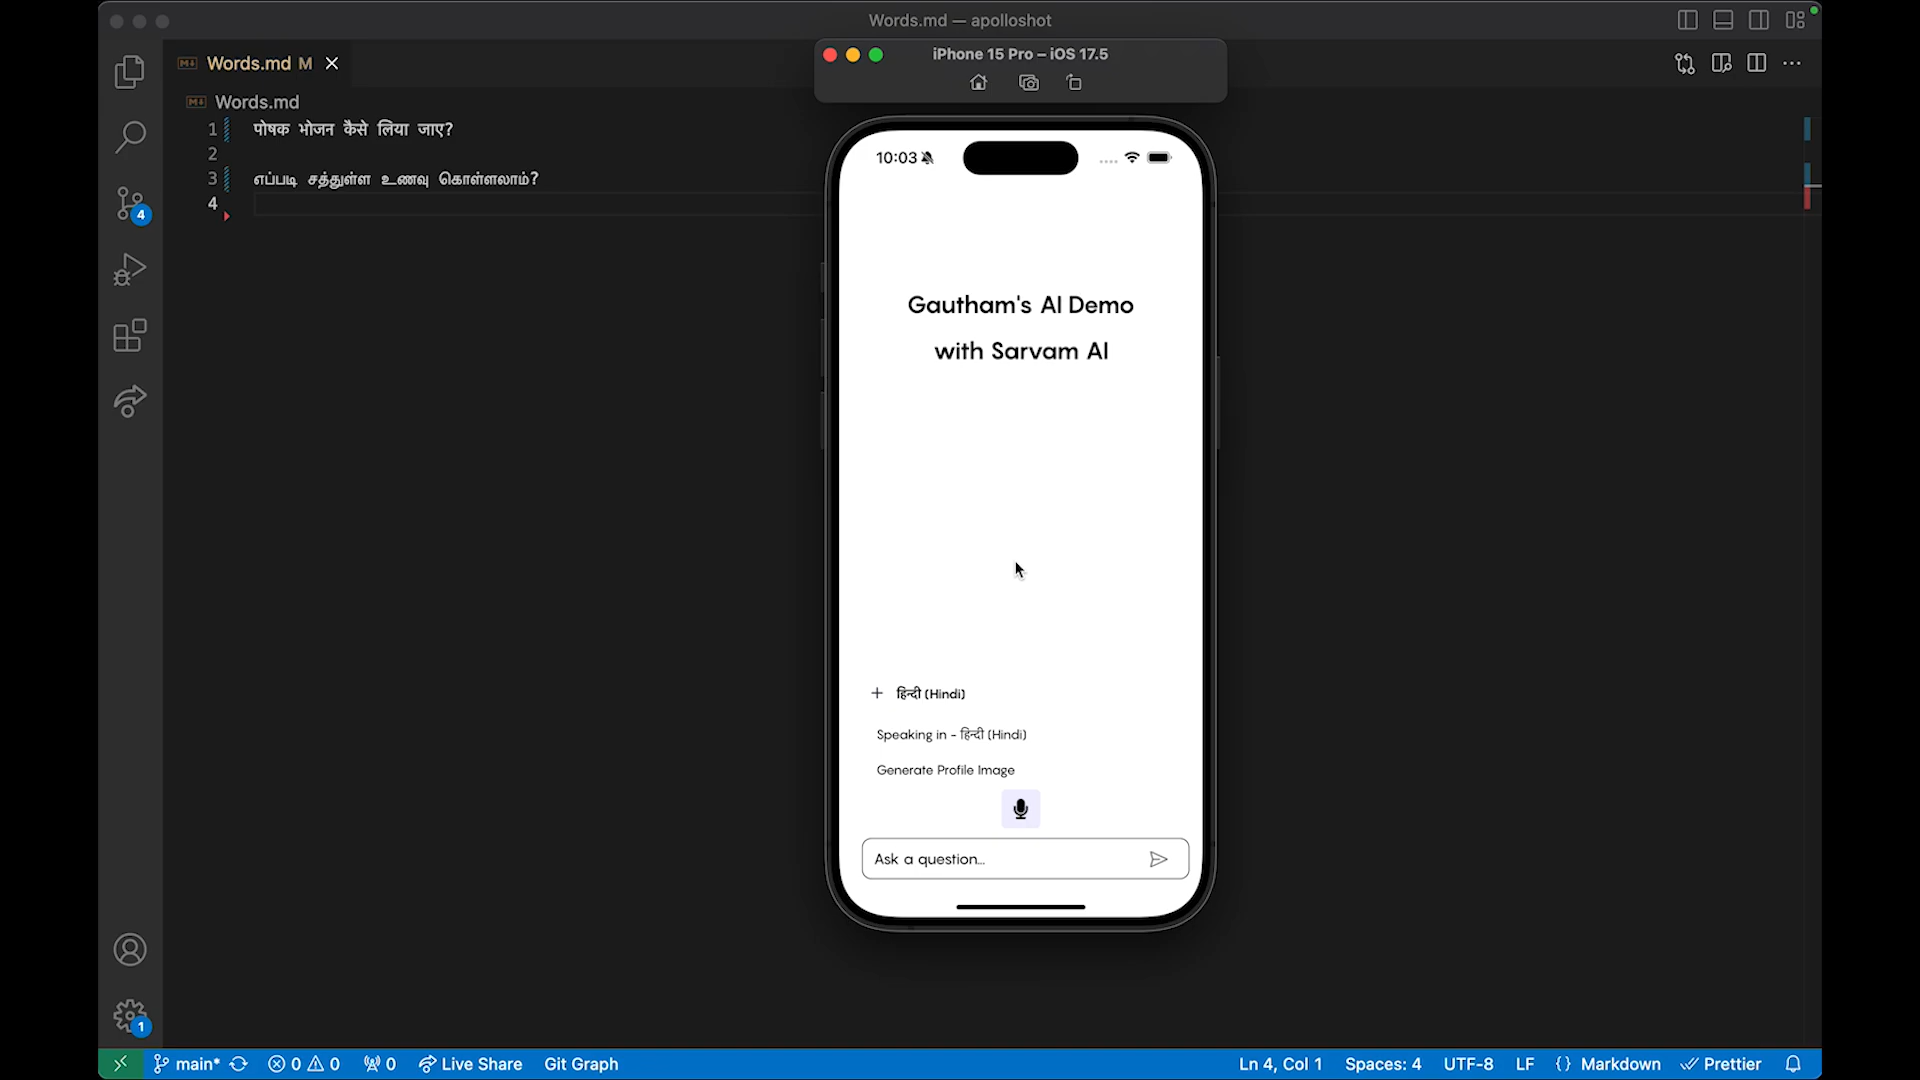 Words.md — apolloshot
Words.md M
iPhone 15 Pro – iOS 17.5
Words.md
1 पोषक भोजन कैसे लिया जाए?
2
3 எப்படி சத்துள்ள உணவு கொள்ளலாம்?
4
10:03
Gautham's AI Demo
with Sarvam AI
+ हिन्दी (Hindi)
Speaking in - हिन्दी (Hindi)
Generate Profile Image
Ask a question...
4
1
main* 0 0 0 Live Share Git Graph Ln 4, Col 1 Spaces: 4 UTF-8 LF {} Markdown Prettier